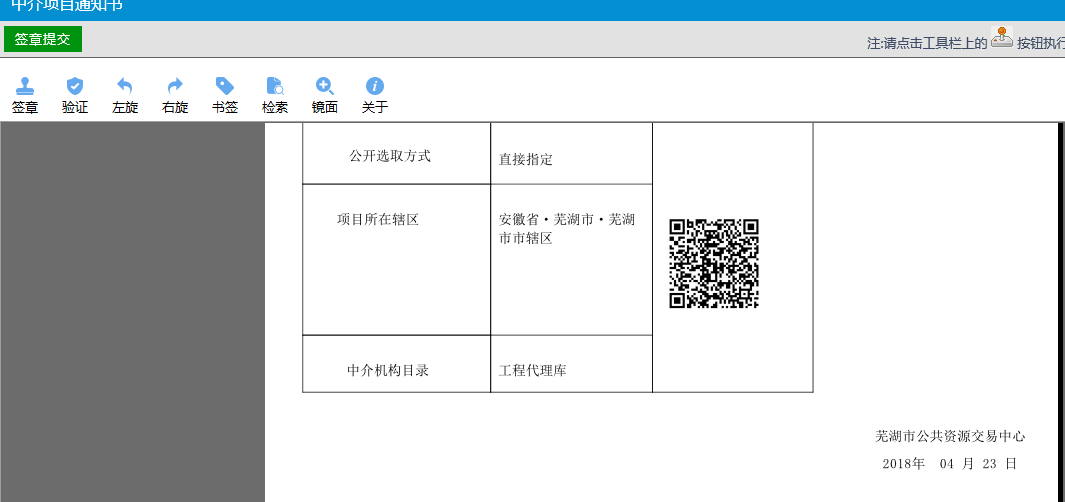 中介项目通知书
签章提交
注:请点击工具栏上的 按钮执行
签章 验证 左旋 右旋 书签 检索 镜面 关于
公开选取方式 直接指定
项目所在辖区 安徽省·芜湖市·芜湖
市市辖区
中介机构目录 工程代理库
芜湖市公共资源交易中心
2018年 04 月 23 日